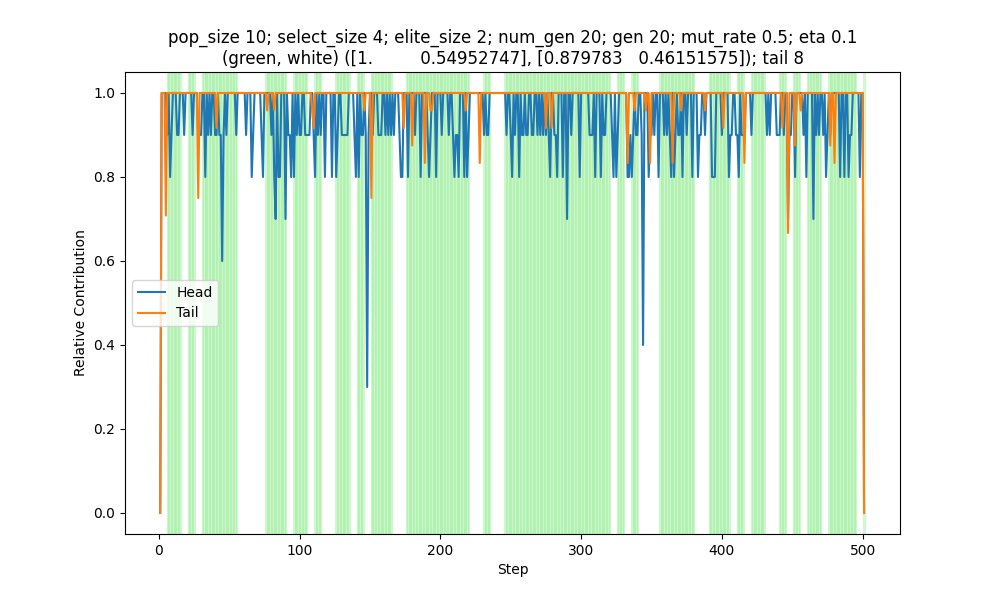 pop_size 10; select_size 4; elite_size 2; num_gen 20; gen 20; mut_rate 0.5; eta 0.1
(green, white) ([1. 0.54952747], [0.879783 0.46151575]); tail 8
1.0
0.8
0.6
0.4
0.2
0.0
Relative Contribution
Head
Tail
0 100 200 300 400 500
Step